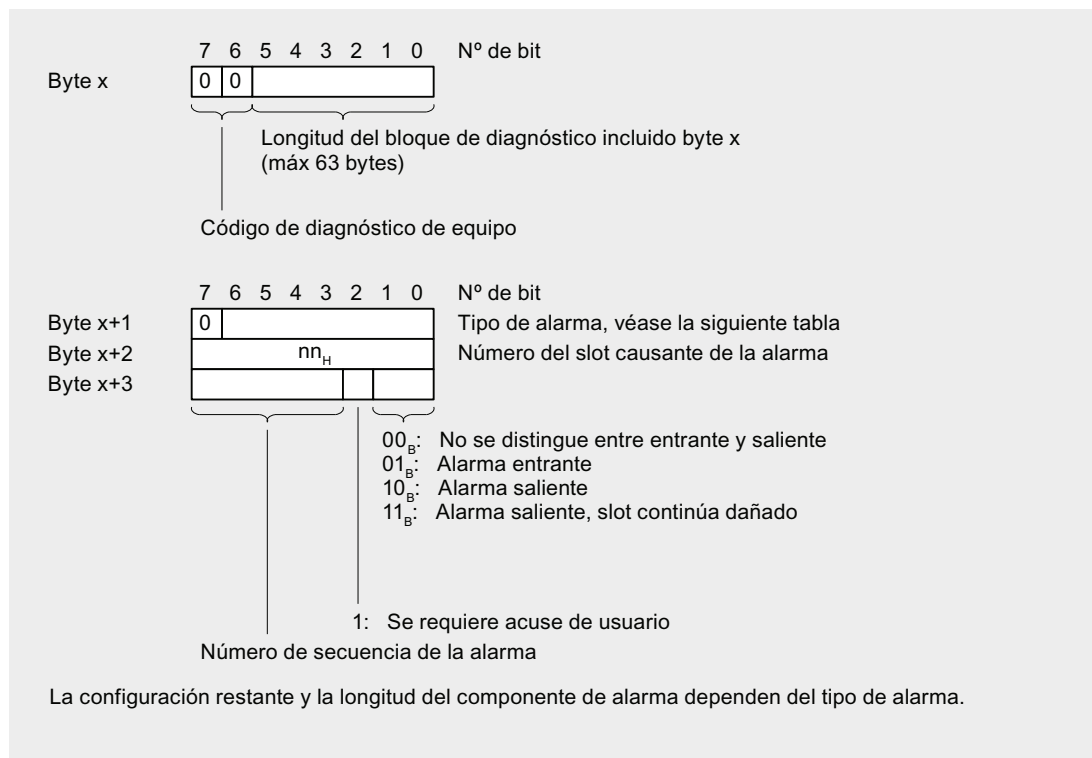 7 6 5 4 3 2 1 0 Nº de bit
Byte x 0 0
Longitud del bloque de diagnóstico incluido byte x
(máx 63 bytes)
Código de diagnóstico de equipo
7 6 5 4 3 2 1 0 Nº de bit
Byte x+1 0 Tipo de alarma, véase la siguiente tabla
Byte x+2 nnH Número del slot causante de la alarma
Byte x+3
00B: No se distingue entre entrante y saliente
01B: Alarma entrante
10B: Alarma saliente
11B: Alarma saliente, slot continúa dañado
1: Se requiere acuse de usuario
Número de secuencia de la alarma
La configuración restante y la longitud del componente de alarma dependen del tipo de alarma.